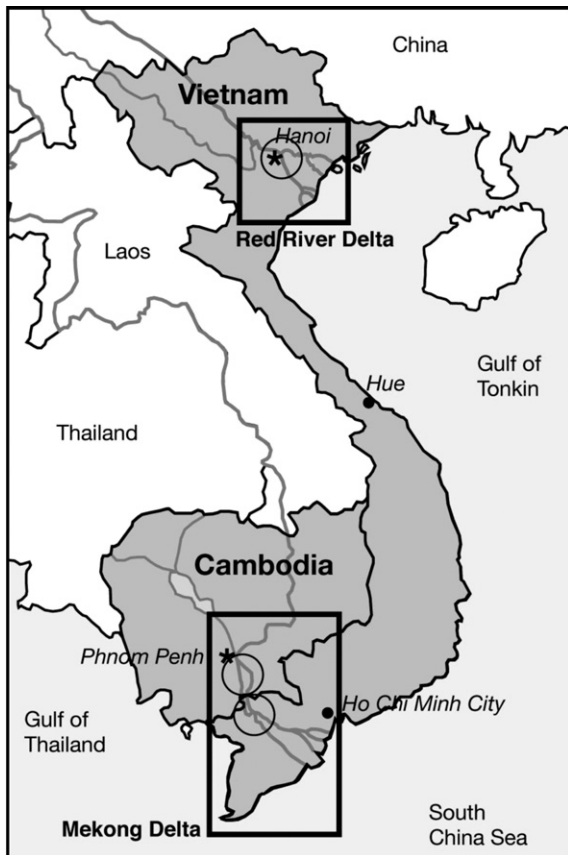 China
Vietnam
Hanoi
*
Red River Delta
Laos
Gulf of
Tonkin
Hue
Thailand
Cambodia
Phnom Penh *
Ho Chi Minh City
Gulf of
Thailand
Mekong Delta
South
China Sea